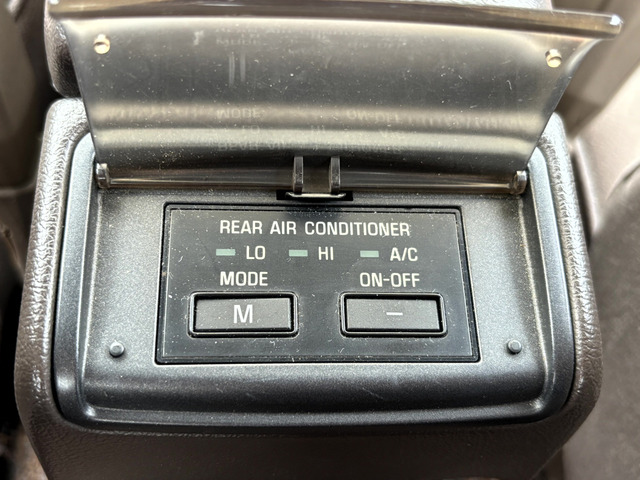 REAR AIR CONDITIONER
LO HI A/C
MODE ON-OFF
M –